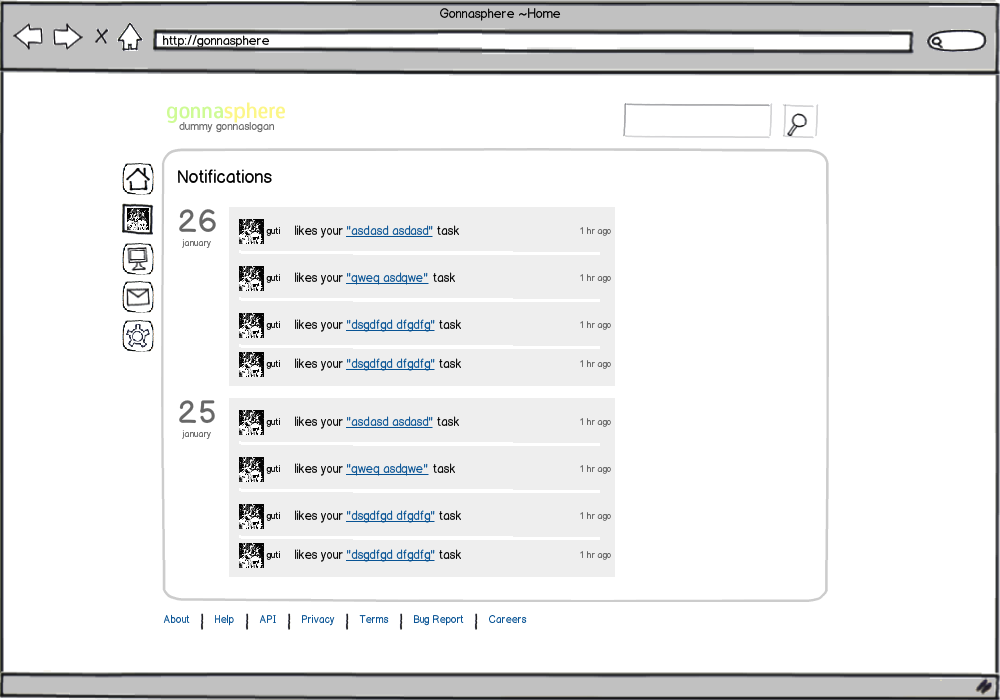 Gonnasphere ~Home
http://gonnasphere
gonnasphere
dummy gonnaslogan
Notifications
26
january
guti likes your "asdasd asdasd" task 1 hr ago
guti likes your "qweq asdqwe" task 1 hr ago
guti likes your "dsgdfgd dfgdfg" task 1 hr ago
guti likes your "dsgdfgd dfgdfg" task 1 hr ago
25
january
guti likes your "asdasd asdasd" task 1 hr ago
guti likes your "qweq asdqwe" task 1 hr ago
guti likes your "dsgdfgd dfgdfg" task 1 hr ago
guti likes your "dsgdfgd dfgdfg" task 1 hr ago
About | Help | API | Privacy | Terms | Bug Report | Careers